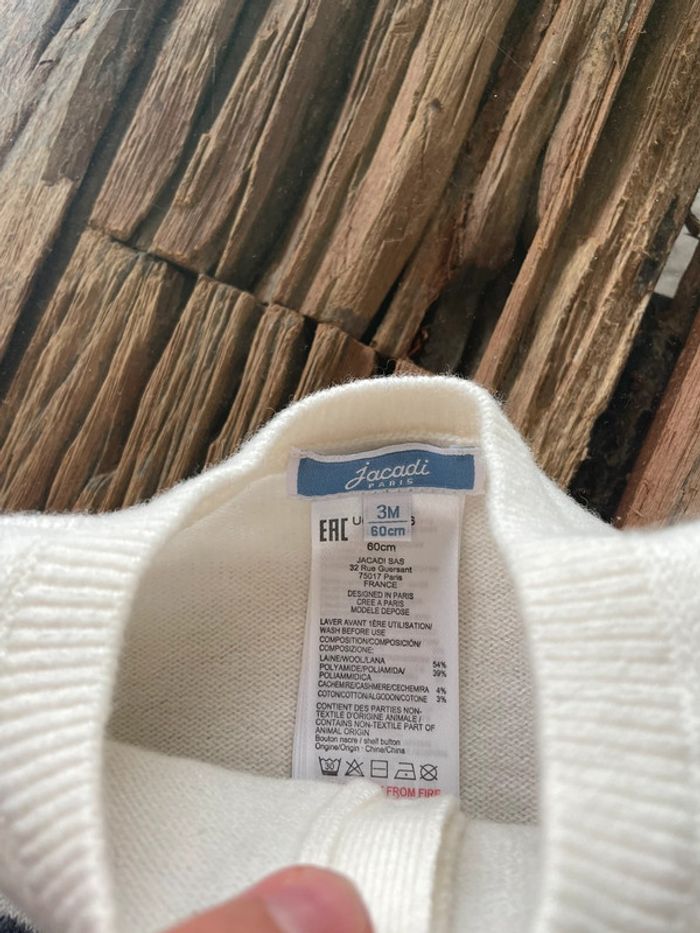 jacadi
PARIS
3M
60cm
EAC
60cm
JACADI SAS
32 Rue Guersant
75017 Paris
FRANCE
DESIGNED IN PARIS
CREE A PARIS
MODELE DEPOSE
LAVER AVANT 1ÈRE UTILISATION/
WASH BEFORE USE
COMPOSITION/COMPOSICIÓN/
COMPOSIZIONE:
LAINE/WOOL/LANA 54%
POLYAMIDE/POLIAMIDA/ 39%
POLIAMMIDICA
CACHEMIRE/CASHMERE/CECHEMIRA 4%
COTON/COTTON/ALGODON/COTONE 3%
CONTIENT DES PARTIES NON-
TEXTILE D'ORIGINE ANIMALE /
CONTAINS NON-TEXTILE PART OF
ANIMAL ORIGIN
Bouton nacre / shell button
Origine/Origin : Chine/China
30
FROM FIRE